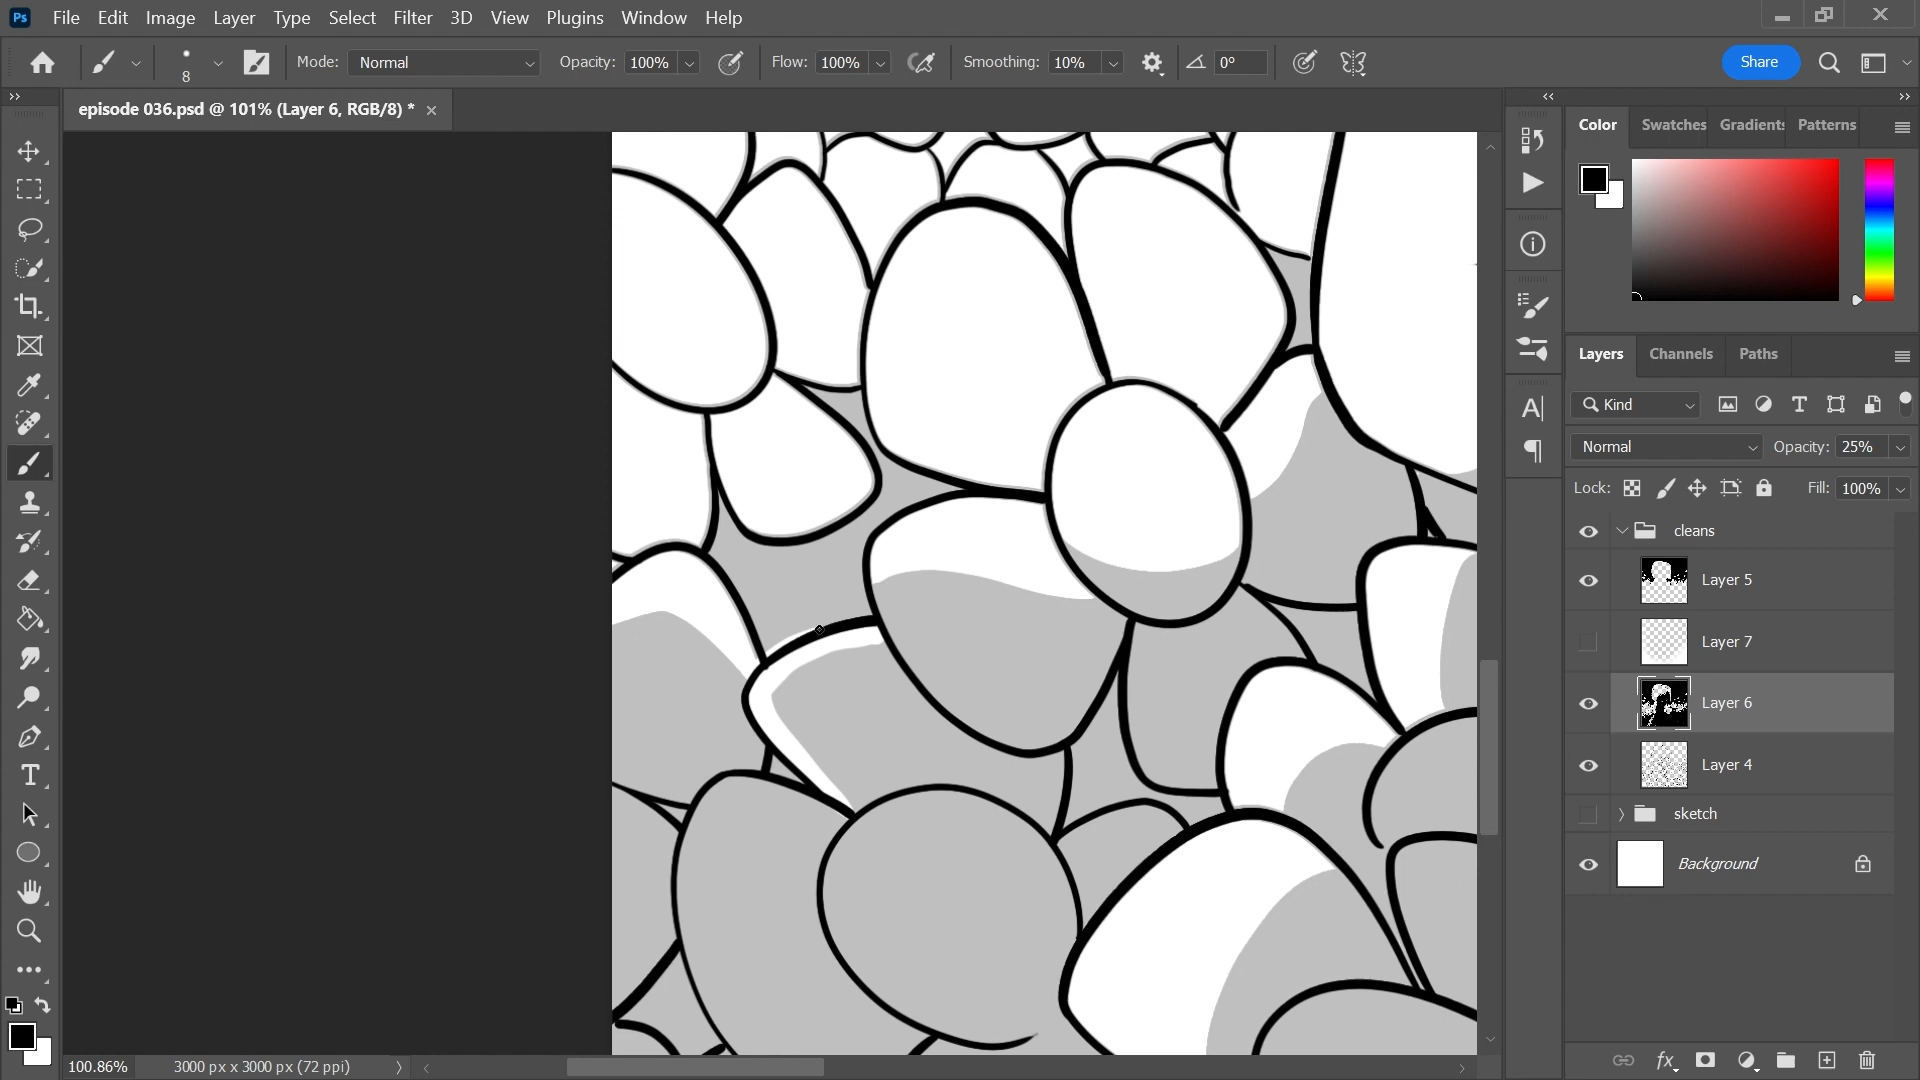 Ps File Edit Image Layer Type Select Filter 3D View Plugins Window Help
8 Mode: Normal Opacity: 100% Flow: 100% Smoothing: 10% 0° Share
episode 036.psd @ 101% (Layer 6, RGB/8) *
Color Swatches Gradients Patterns
Layers Channels Paths
Kind
Normal Opacity: 25%
Lock: Fill: 100%
cleans
Layer 5
Layer 7
Layer 6
Layer 4
sketch
Background
100.86% 3000 px x 3000 px (72 ppi)